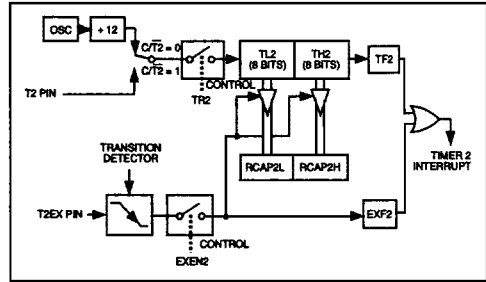 OSC
÷ 12
C/T2 = 0
C/T2 = 1
T2 PIN
TR2
CONTROL
TL2
(8 BITS)
TH2
(8 BITS)
TF2
RCAP2L
RCAP2H
TIMER 2
INTERRUPT
TRANSITION
DETECTOR
T2EX PIN
CONTROL
EXEN2
EXF2